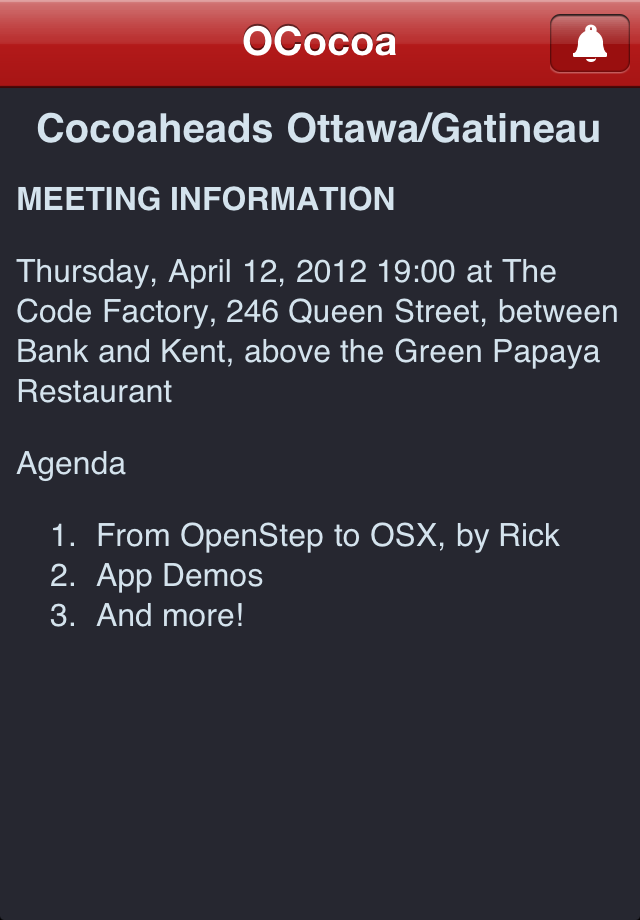 OCocoa
Cocoaheads Ottawa/Gatineau
MEETING INFORMATION
Thursday, April 12, 2012 19:00 at The
Code Factory, 246 Queen Street, between
Bank and Kent, above the Green Papaya
Restaurant
Agenda
1. From OpenStep to OSX, by Rick
2. App Demos
3. And more!